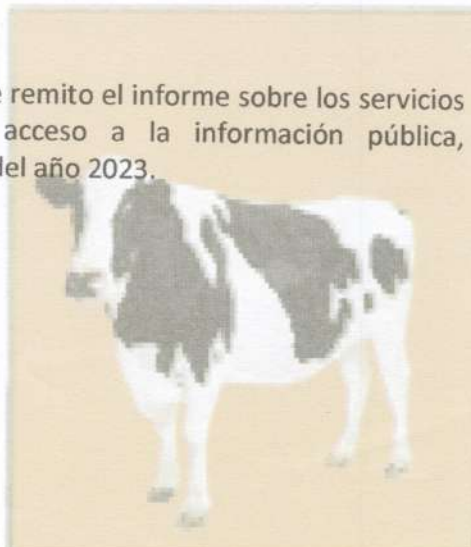 remito el informe sobre los servicios
acceso a la información pública,
del año 2023.